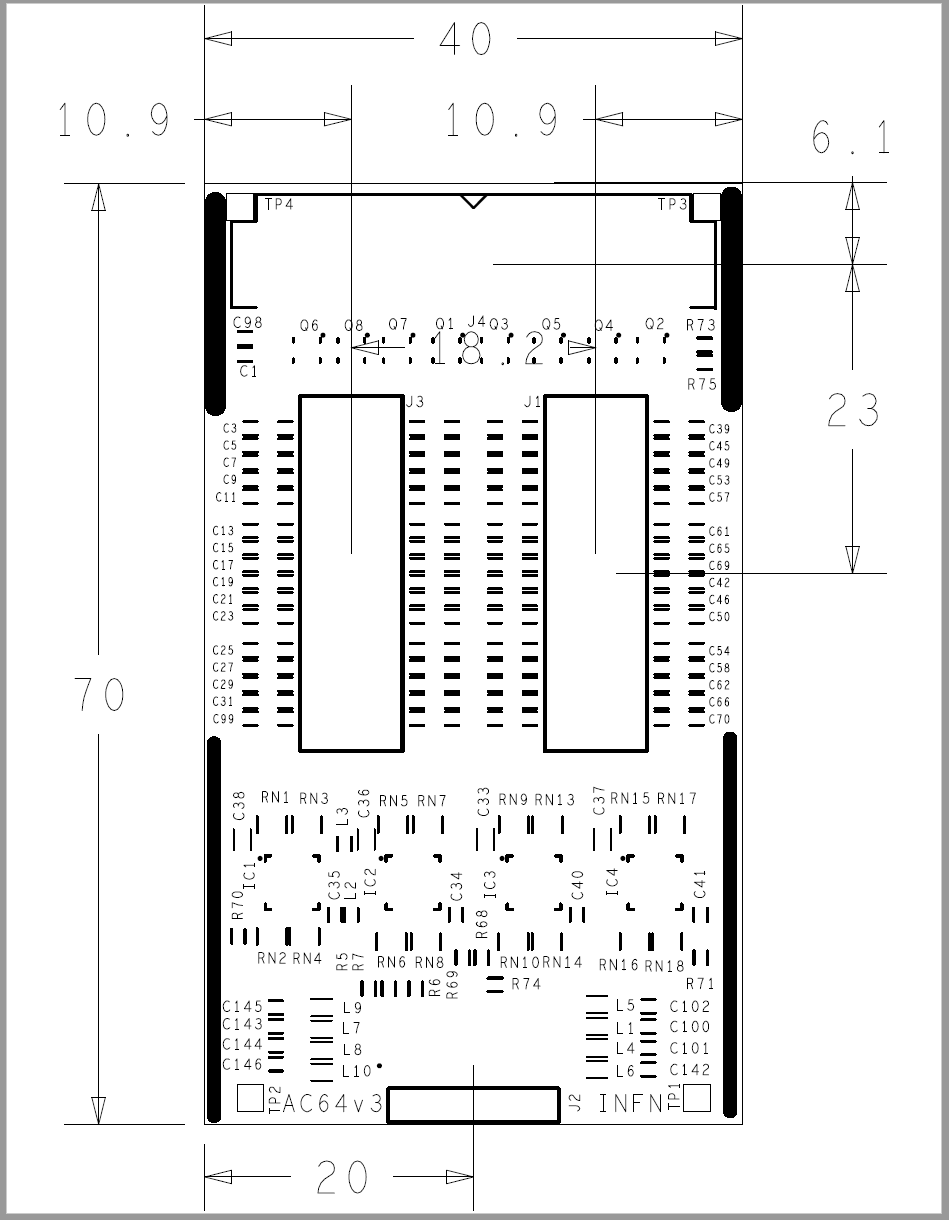 40
10.9 10.9
6.1
TP4 TP3
C98 Q6 Q8 Q7 Q1 J4 Q3 Q5 Q4 Q2 R73
18.2
C1 R75
J3 J1
23
C3 C39
C5 C45
C7 C49
C9 C53
C11 C57
C13 C61
C15 C65
C17 C69
C19 C42
C21 C46
C23 C50
C25 C54
C27 C58
C29 C62
70
C31 C66
C99 C70
C38 RN1 RN3 L3 C36 RN5 RN7 C33 RN9 RN13 C37 RN15 RN17
IC1 C35 L2 IC2 C34 IC3 C40 IC4 C41
R70 R68
RN2 RN4 R5 R7 RN6 RN8 RN10 RN14 RN16 RN18
R6 R69 R74 R71
C145 L9 L5 C102
C143 L7 L1 C100
C144 L8 L4 C101
C146 L10 L6 C142
TP2 AC64v3 J2 INFN TP1
20